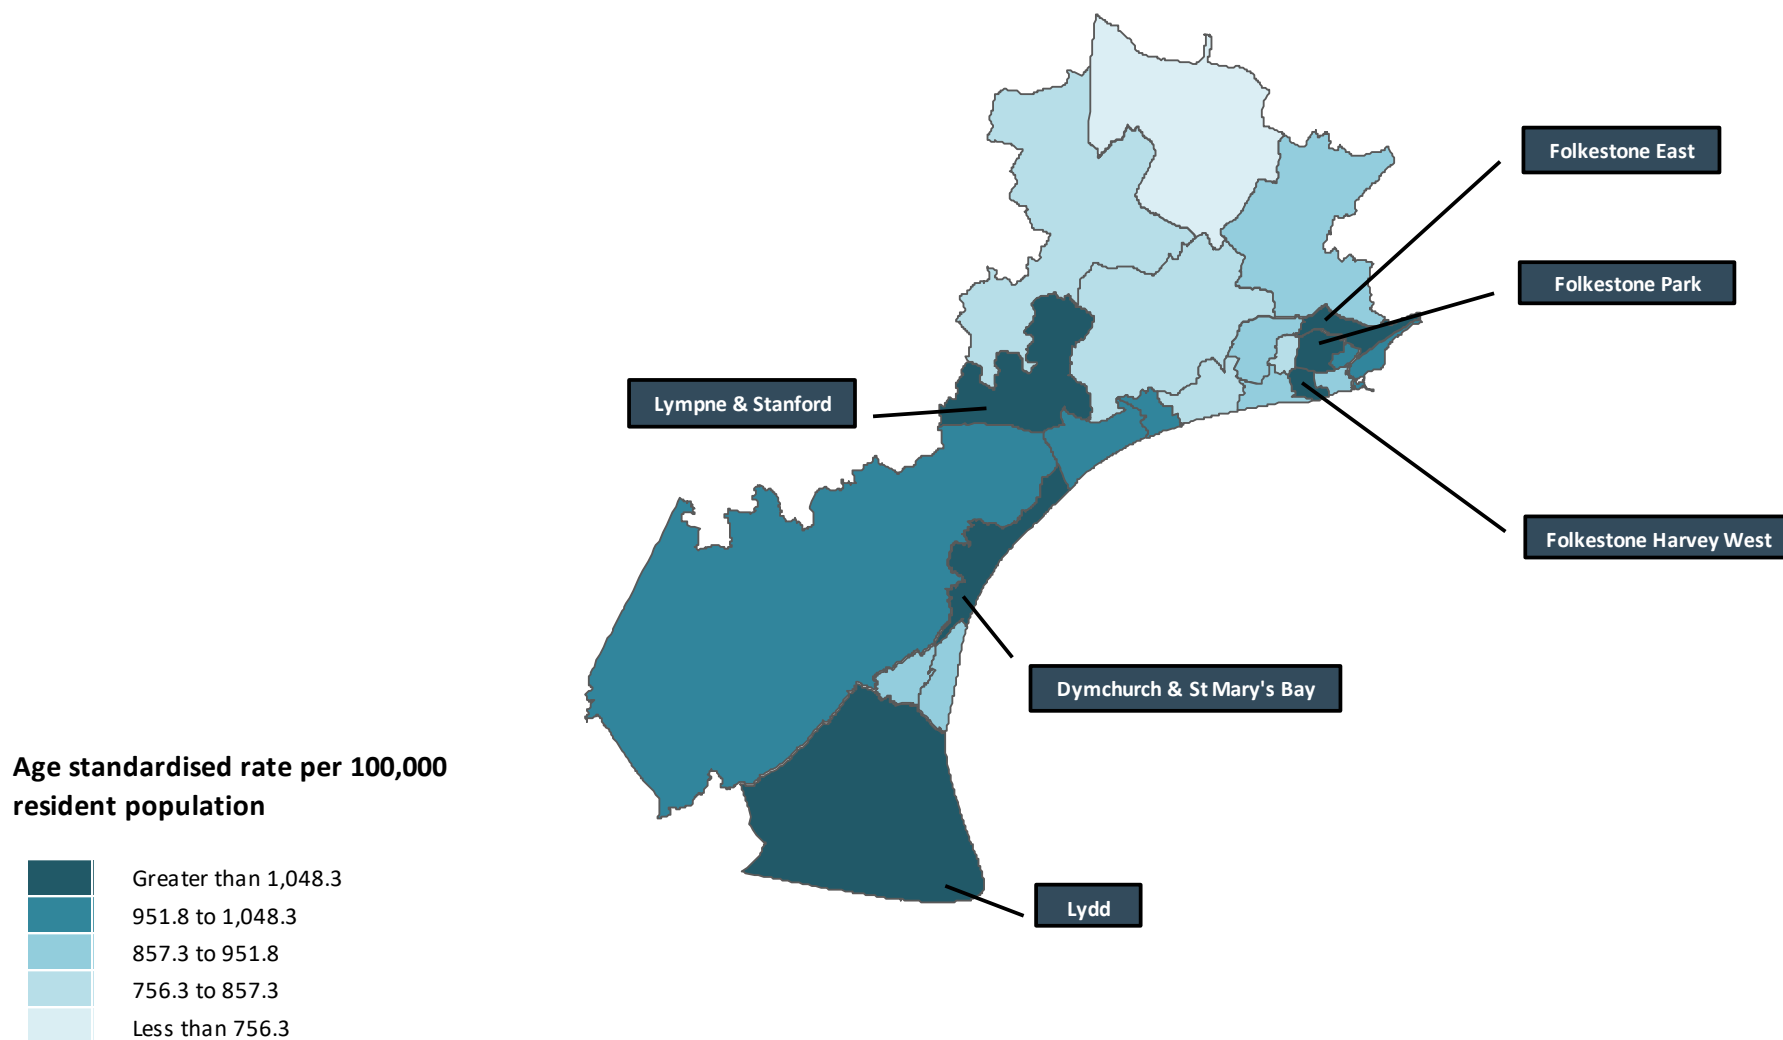 Folkestone East
Folkestone Park
Lympne & Stanford
Folkestone Harvey West
Dymchurch & St Mary's Bay
Lydd
Age standardised rate per 100,000
resident population
Greater than 1,048.3
951.8 to 1,048.3
857.3 to 951.8
756.3 to 857.3
Less than 756.3